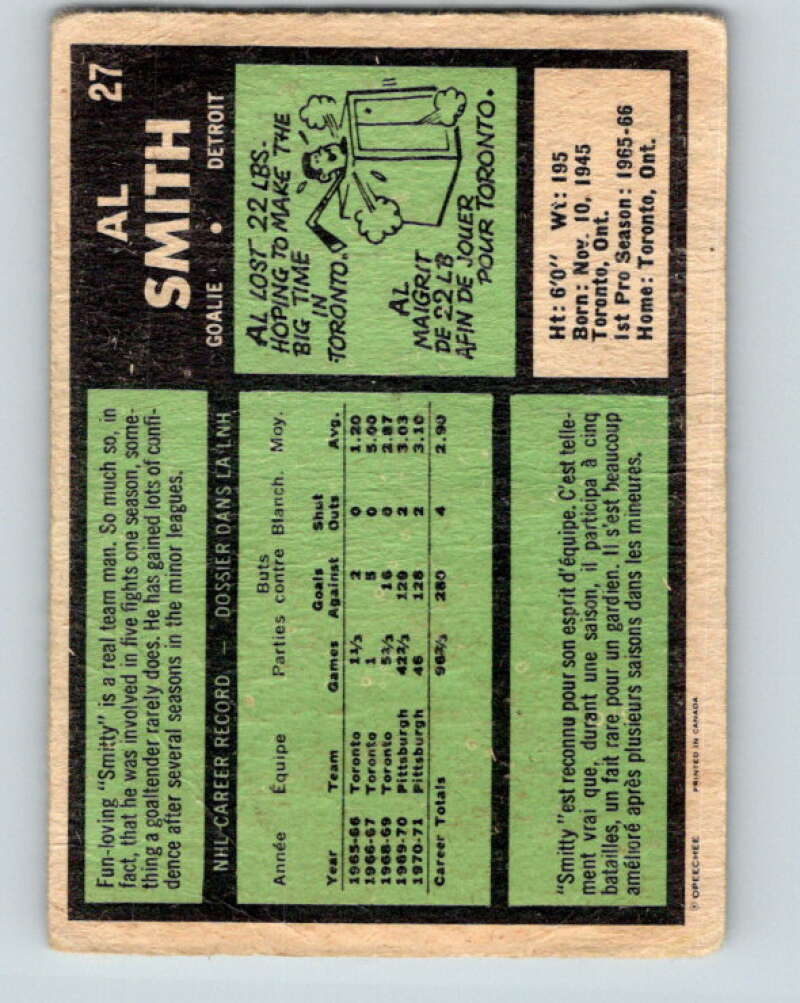 27
AL
SMITH
GOALIE • DETROIT
Fun-loving "Smitty" is a real team man. So much so, in
fact, that he was involved in five fights one season, some-
thing a goaltender rarely does. He has gained lots of confi-
dence after several seasons in the minor leagues.
NHL CAREER RECORD — DOSSIER DANS LA LNH
Année Équipe Parties Buts contre Blanch. Moy.
Year Team Games Goals Against Shut Outs Avg.
1965-66 Toronto 1⅓ 2 0 1.20
1966-67 Toronto 1 5 0 5.00
1968-69 Toronto 5⅔ 16 0 2.87
1969-70 Pittsburgh 42⅔ 129 2 3.03
1970-71 Pittsburgh 46 128 2 3.10
Career Totals 96⅔ 280 4 2.90
AL LOST 22 LBS.
HOPING TO MAKE THE
BIG TIME
IN
TORONTO.
AL
MAIGRIT
DE 22 LB
AFIN DE JOUER
POUR TORONTO.
Ht: 6'0" Wt: 195
Born: Nov. 10, 1945
Toronto, Ont.
1st Pro Season: 1965-66
Home: Toronto, Ont.
"Smitty" est reconnu pour son esprit d'équipe. C'est telle-
ment vrai que, durant une saison, il participa à cinq
batailles, un fait rare pour un gardien. Il s'est beaucoup
amélioré après plusieurs saisons dans les mineures.
© OPEECHEE PRINTED IN CANADA